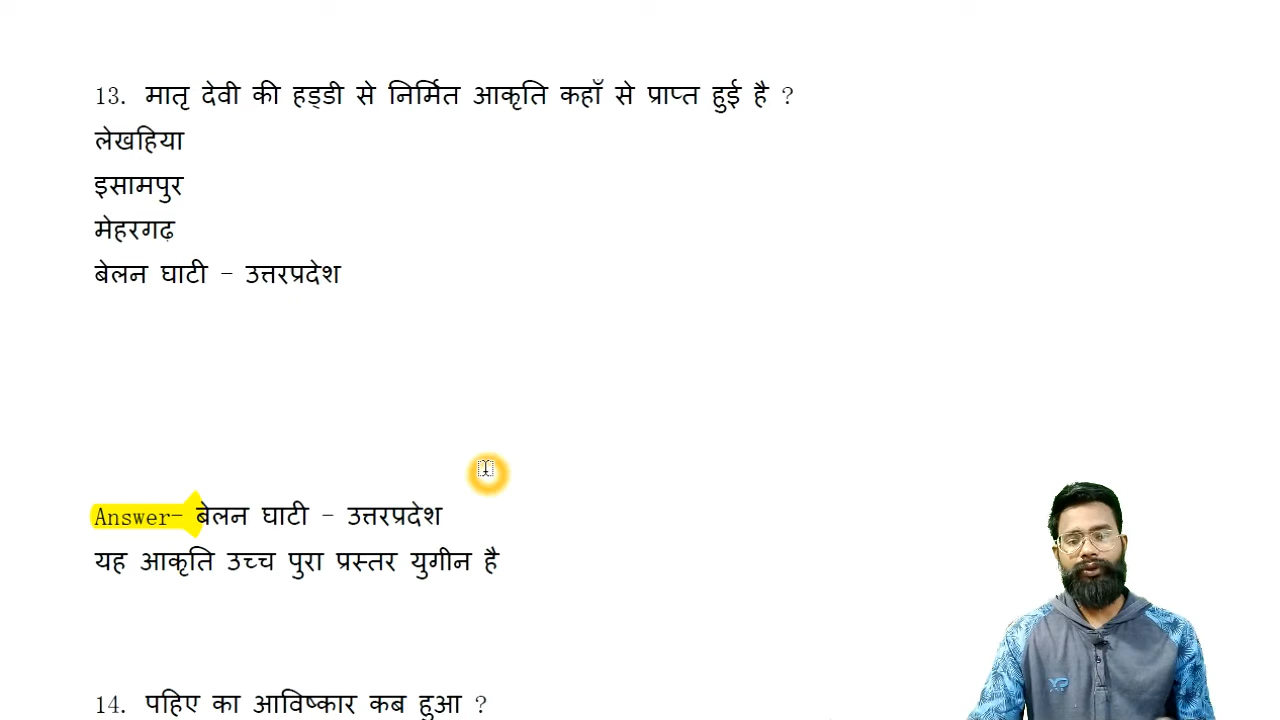 13. मातृ देवी की हड्डी से निर्मित आकृति कहाँ से प्राप्त हुई है ?
लेखहिया
इसामपुर
मेहरगढ़
बेलन घाटी - उत्तरप्रदेश
Answer- बेलन घाटी - उत्तरप्रदेश
यह आकृति उच्च पुरा प्रस्तर युगीन है
14. पहिए का आविष्कार कब हुआ ?